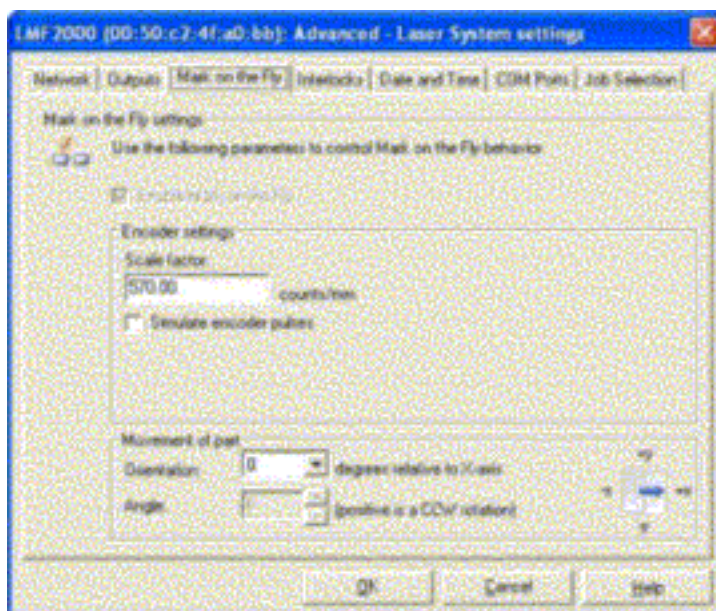 LMF2000 (00:50:c2:4f:a0:bb): Advanced - Laser System settings
Network Outputs Mark on the Fly Interlocks Date and Time COM Ports Job Selection
Mark on the Fly settings
Use the following parameters to control Mark on the Fly behavior
Encoder settings
Scale factor
570.00 counts/mm
Simulate encoder pulses
Movement of part
Orientation: 0 degrees relative to X-axis
Angle: (positive is a CCW rotation)
OK Cancel Help